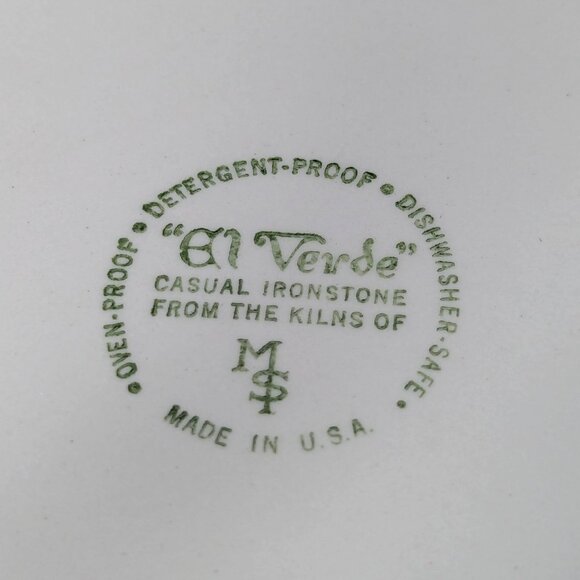 • OVEN-PROOF • DETERGENT-PROOF • DISHWASHER-SAFE •
"El Verde"
CASUAL IRONSTONE
FROM THE KILNS OF
MS
MADE IN U.S.A.